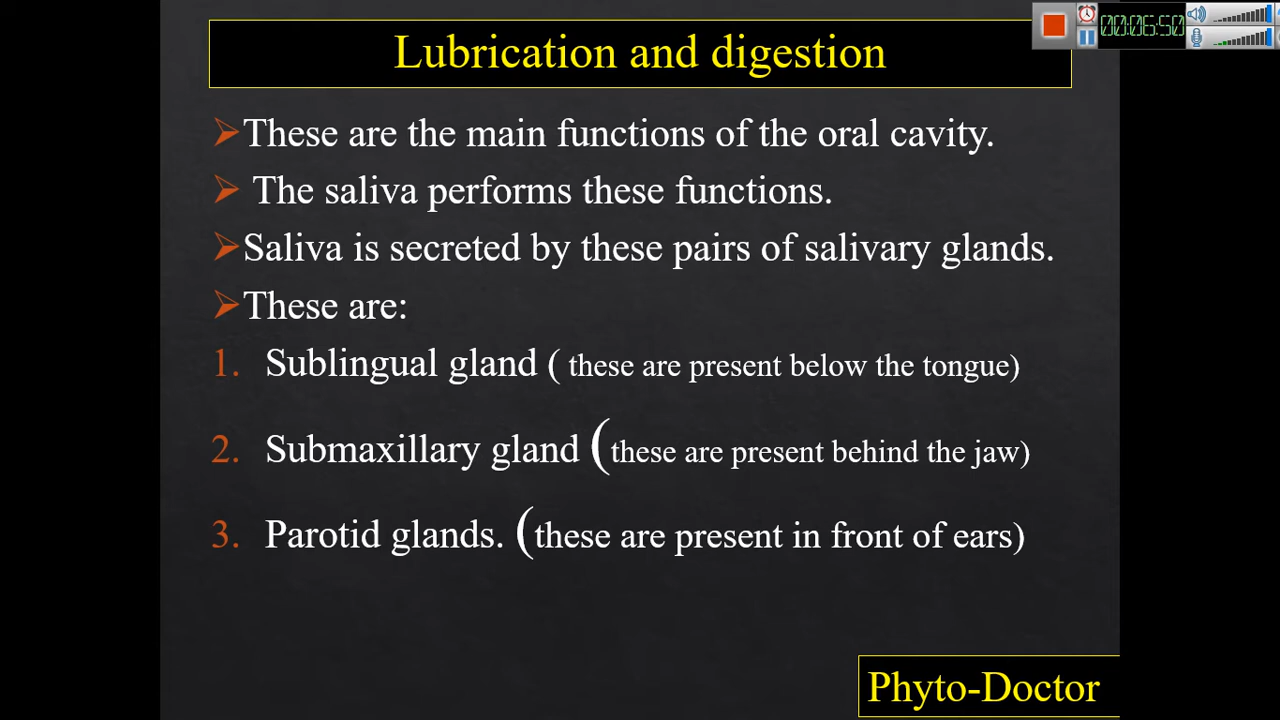 Lubrication and digestion
00:06:50
These are the main functions of the oral cavity.
The saliva performs these functions.
Saliva is secreted by these pairs of salivary glands.
These are:
1. Sublingual gland ( these are present below the tongue)
2. Submaxillary gland (these are present behind the jaw)
3. Parotid glands. (these are present in front of ears)
Phyto-Doctor